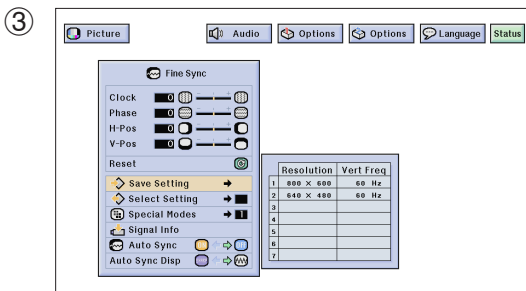 ③
Picture Audio Options Options Language Status
Fine Sync
Clock 0
Phase 0
H-Pos 0
V-Pos 0
Reset
Save Setting
Select Setting
Special Modes 1
Signal Info
Auto Sync
Auto Sync Disp
Resolution Vert Freq
1 800 X 600 60 Hz
2 640 X 480 60 Hz
3
4
5
6
7